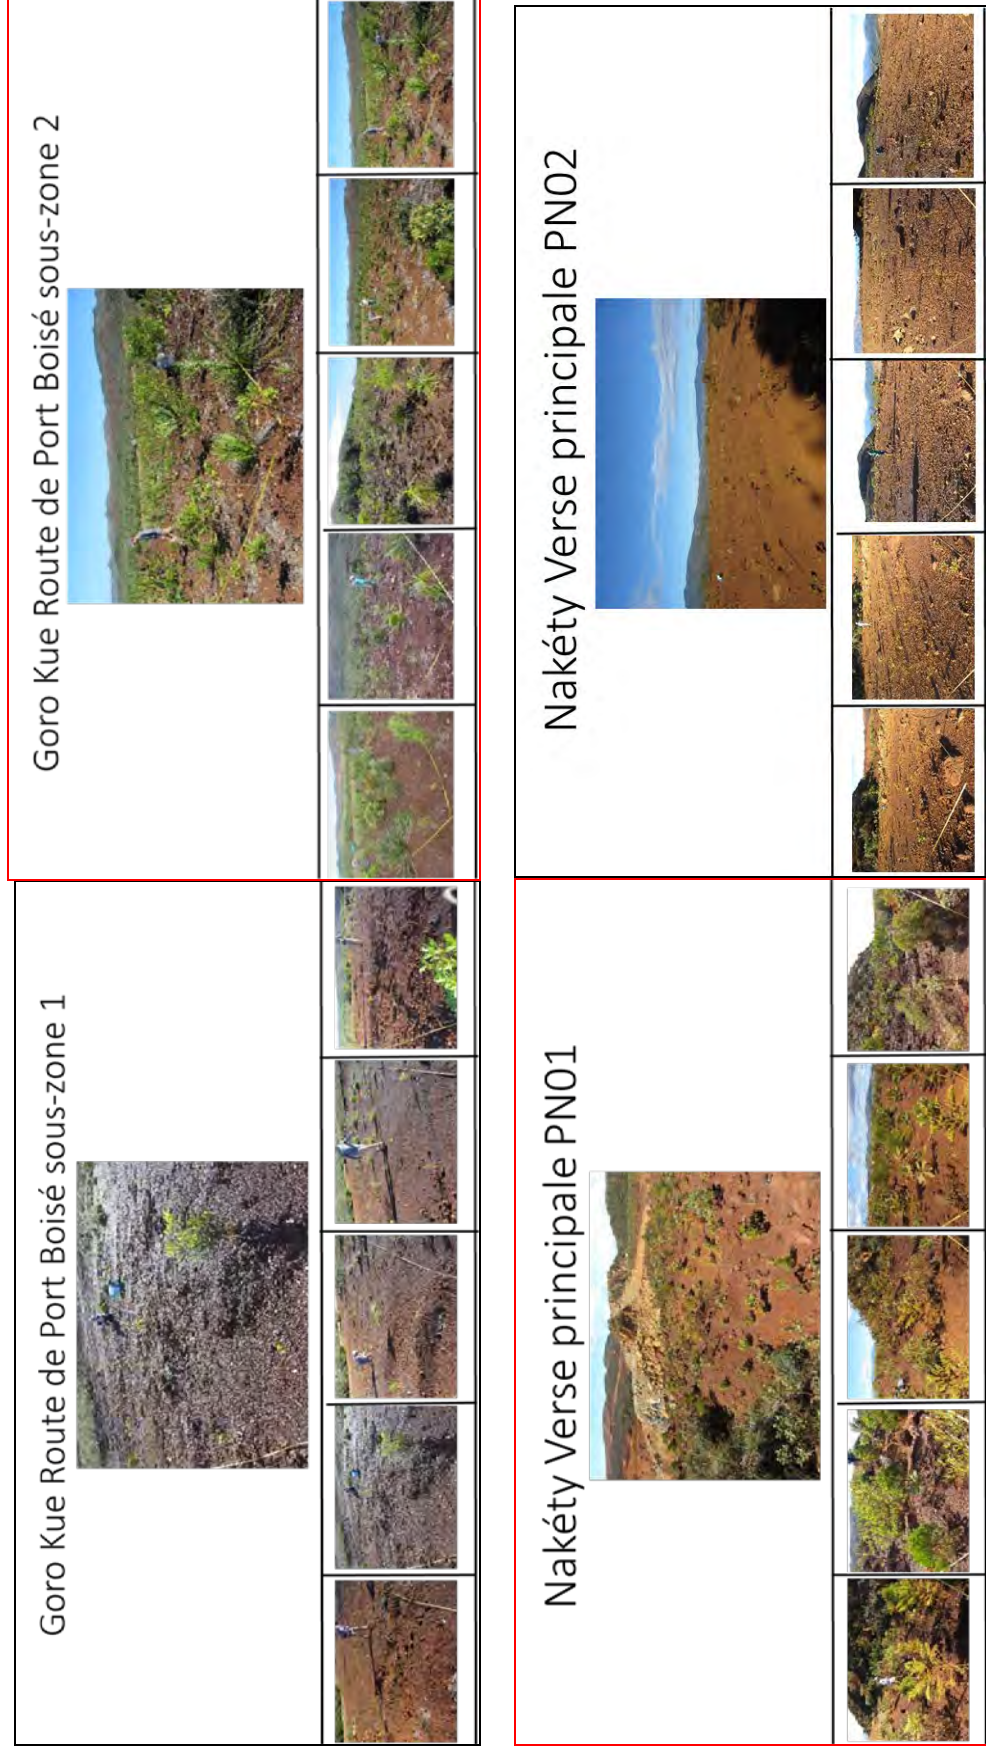 Goro Kue Route de Port Boisé sous-zone 1
Goro Kue Route de Port Boisé sous-zone 2
Nakéty Verse principale PN01
Nakéty Verse principale PN02